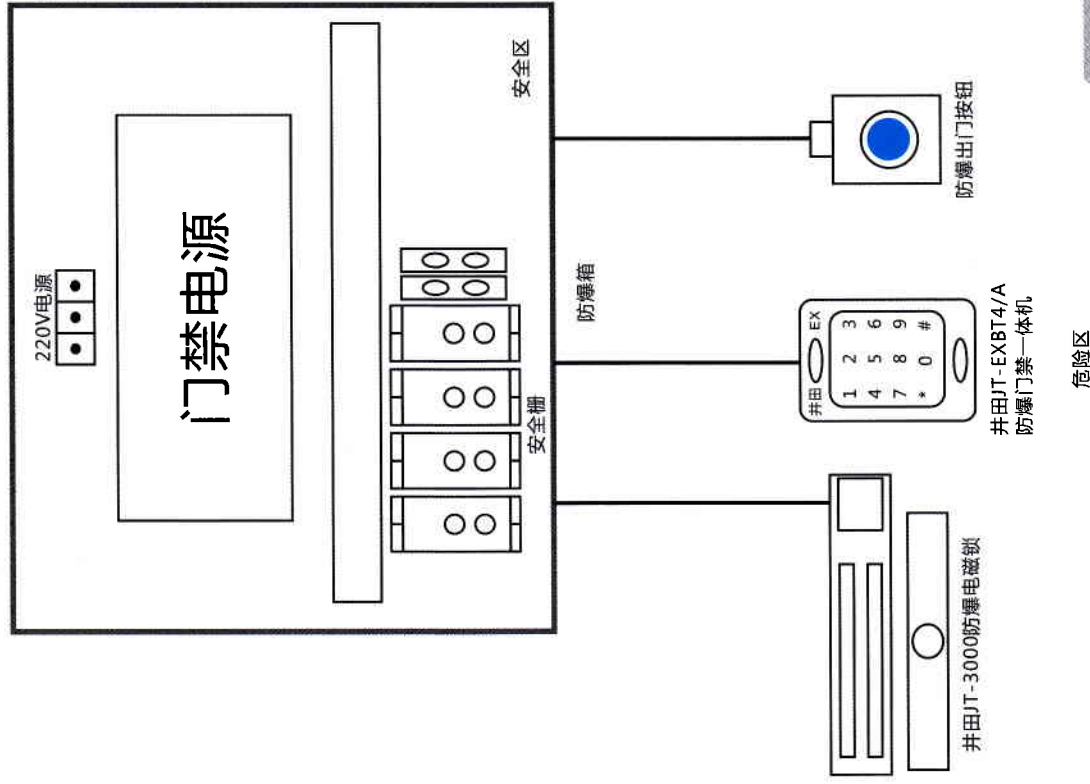 220V电源
门禁电源
安全区
安全栅
防爆箱
井田 EX
1 2 3
4 5 6
7 8 9
* 0 #
井田JT-3000防爆电磁锁
井田JT-EXBT4/A
防爆门禁一体机
防爆出门按钮
危险区